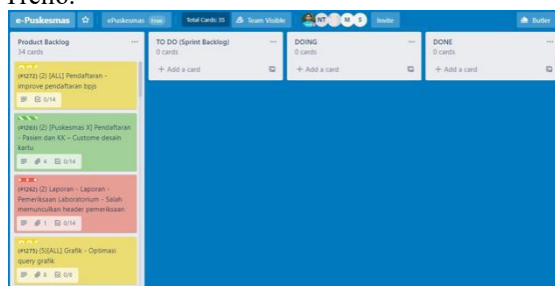 Trello.
e-Puskesmas ePuskesmas Free Total Cards: 35 Team Visible NT M S Invite Butler
Product Backlog
34 cards
(#1272) (2) [ALL] Pendaftaran -
improve pendaftaran bpjs
0/14
(#1263) (2) [Puskesmas X] Pendaftaran
- Pasien dan KK – Custome desain
kartu
4 0/14
(#1262) (2) Laporan - Laporan -
Pemeriksaan Laboratorium - Salah
memunculkan header pemeriksaan
1 0/14
(#1275) (5)[ALL] Grafik - Optimasi
query grafik
8 0/8
TO DO (Sprint Backlog)
0 cards
+ Add a card
DOING
0 cards
+ Add a card
DONE
0 cards
+ Add a card